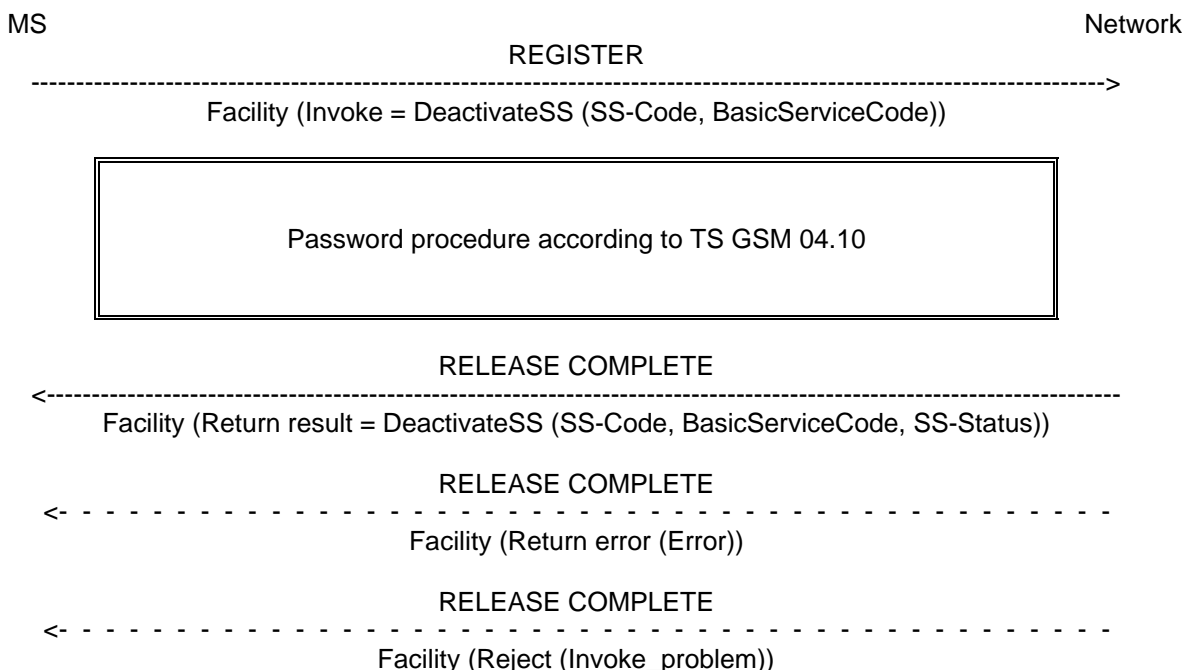 MS Network
REGISTER
Facility (Invoke = DeactivateSS (SS-Code, BasicServiceCode))
Password procedure according to TS GSM 04.10
RELEASE COMPLETE
Facility (Return result = DeactivateSS (SS-Code, BasicServiceCode, SS-Status))
RELEASE COMPLETE
Facility (Return error (Error))
RELEASE COMPLETE
Facility (Reject (Invoke_problem))